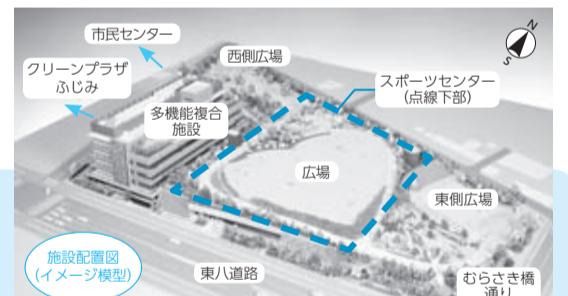 市民センター
西側広場
N
S
クリーンプラザ
ふじみ
スポーツセンター
(点線下部)
多機能複合
施設
広場
東側広場
施設配置図
(イメージ模型)
東八道路
むらさき橋
通り